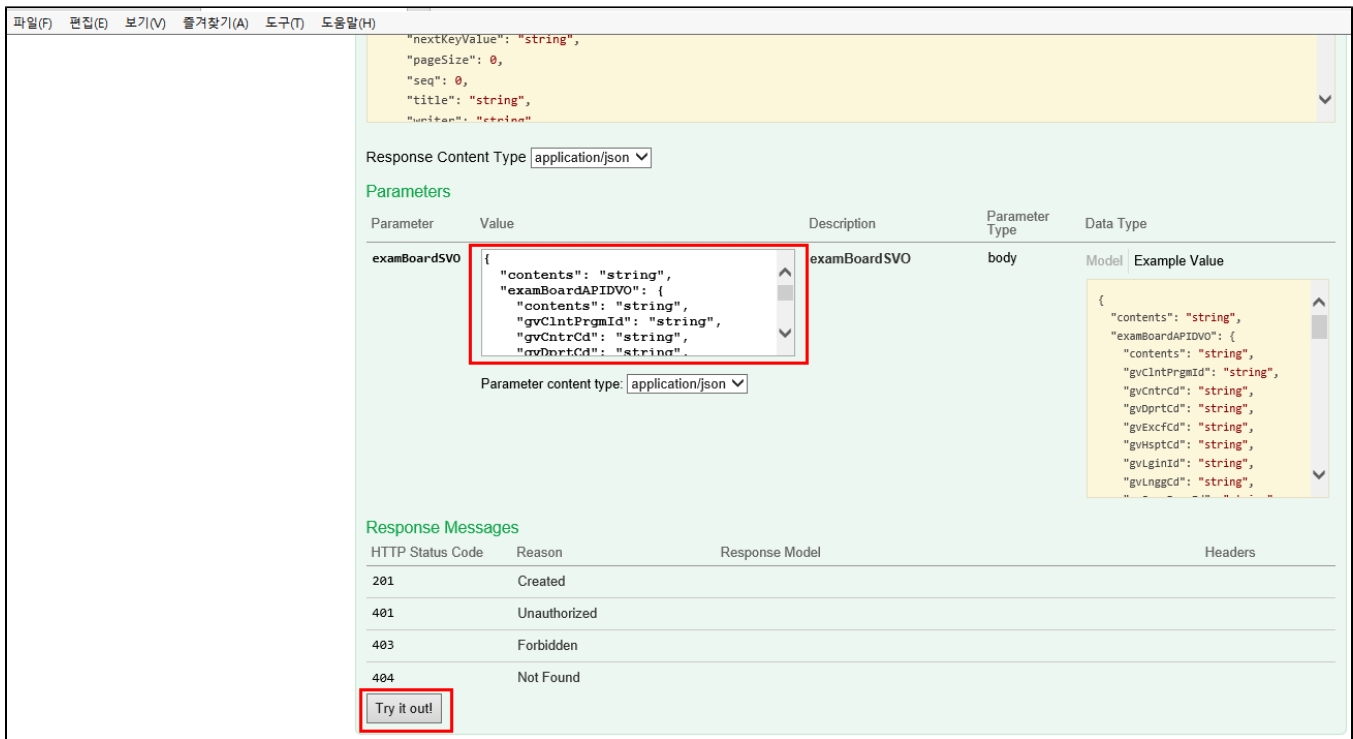 파일(F) 편집(E) 보기(V) 즐겨찾기(A) 도구(T) 도움말(H)
"nextKeyValue": "string",
"pageSize": 0,
"seq": 0,
"title": "string",
"writer": "string"
Response Content Type application/json
Parameters
Parameter Value Description Parameter Type Data Type
examBoardSVO
{
"contents": "string",
"examBoardAPIDVO": {
"contents": "string",
"gvClntPrgmId": "string",
"gvCntrCd": "string",
"gvDprtCd": "string",
Parameter content type: application/json
examBoardSVO
body
Model Example Value
{
"contents": "string",
"examBoardAPIDVO": {
"contents": "string",
"gvClntPrgmId": "string",
"gvCntrCd": "string",
"gvDprtCd": "string",
"gvExcfCd": "string",
"gvHsptCd": "string",
"gvLginId": "string",
"gvLnggCd": "string",
Response Messages
HTTP Status Code Reason Response Model Headers
201 Created
401 Unauthorized
403 Forbidden
404 Not Found
Try it out!